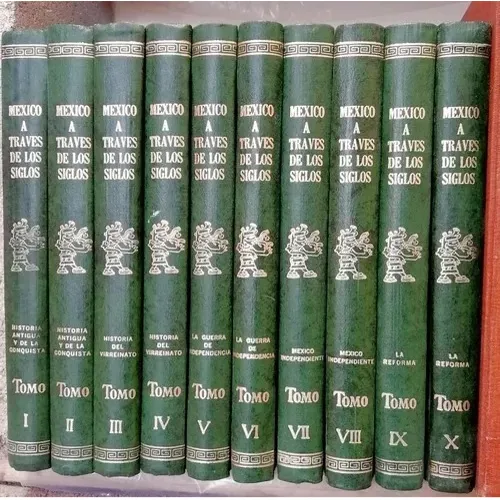 MEXICO
A
TRAVES
DE LOS
SIGLOS
HISTORIA
ANTIGUA
Y DE LA
CONQUISTA
TOMO
I
MEXICO
A
TRAVES
DE LOS
SIGLOS
HISTORIA
ANTIGUA
Y DE LA
CONQUISTA
TOMO
II
MEXICO
A
TRAVES
DE LOS
SIGLOS
HISTORIA
DEL
VIRREINATO
TOMO
III
MEXICO
A
TRAVES
DE LOS
SIGLOS
HISTORIA
DEL
VIRREINATO
TOMO
IV
MEXICO
A
TRAVES
DE LOS
SIGLOS
LA GUERRA
DE
INDEPENDENCIA
TOMO
V
MEXICO
A
TRAVES
DE LOS
SIGLOS
LA GUERRA
DE
INDEPENDENCIA
TOMO
VI
MEXICO
A
TRAVES
DE LOS
SIGLOS
MEXICO
INDEPENDIENTE
TOMO
VII
MEXICO
A
TRAVES
DE LOS
SIGLOS
MEXICO
INDEPENDIENTE
TOMO
VIII
MEXICO
A
TRAVES
DE LOS
SIGLOS
LA
REFORMA
TOMO
IX
MEXICO
A
TRAVES
DE LOS
SIGLOS
LA
REFORMA
TOMO
X